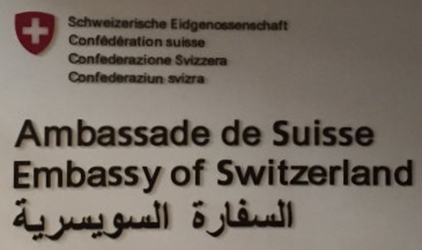 Schweizerische Eidgenossenschaft
Confédération suisse
Confederazione Svizzera
Confederaziun svizra
Ambassade de Suisse
Embassy of Switzerland
السفارة السويسرية